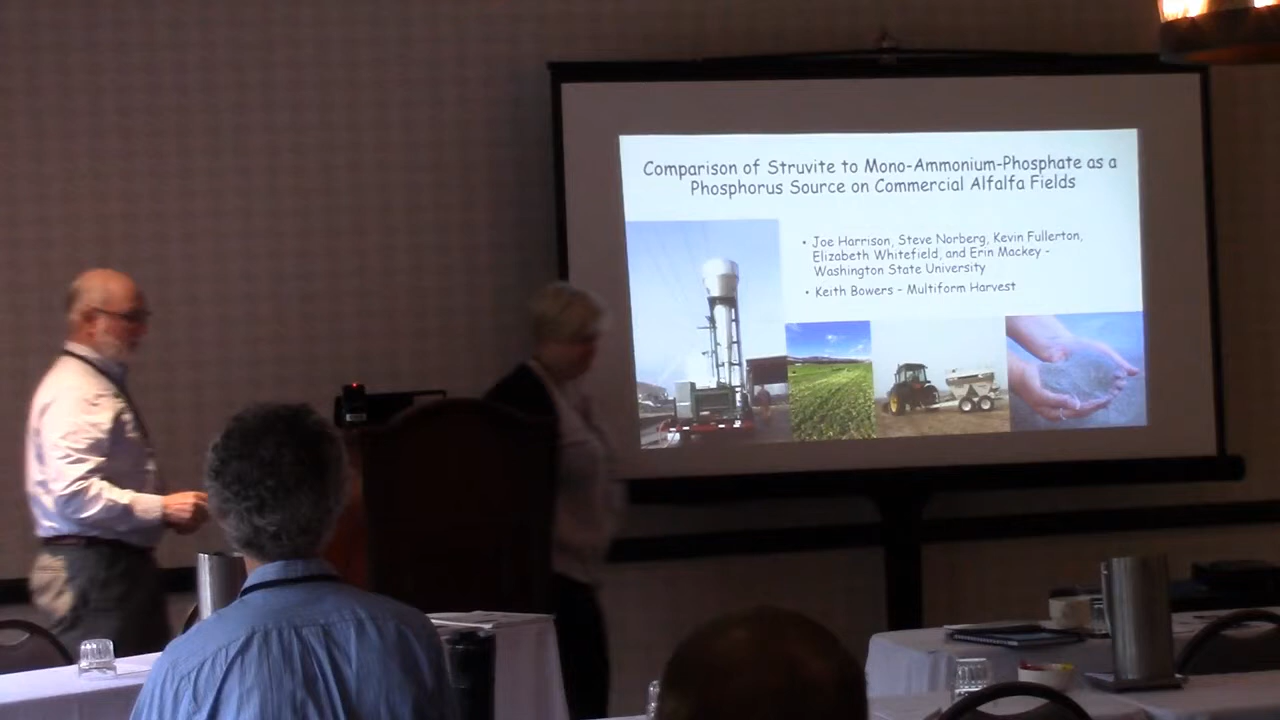 Comparison of Struvite to Mono-Ammonium-Phosphate as a
Phosphorus Source on Commercial Alfalfa Fields
• Joe Harrison, Steve Norberg, Kevin Fullerton,
Elizabeth Whitefield, and Erin Mackey -
Washington State University
• Keith Bowers - Multiform Harvest